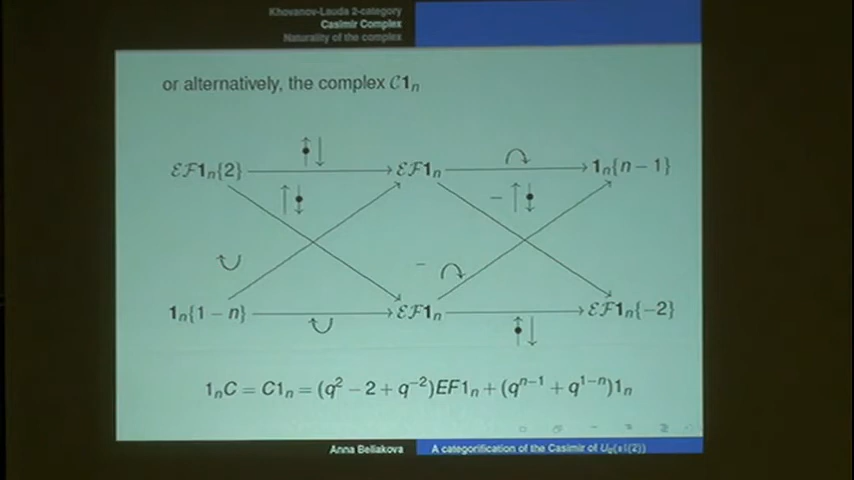 Khovanov-Lauda 2-category
Casimir Complex
Naturality of the complex
or alternatively, the complex 𝒞𝟏ₙ
ℰℱ𝟏ₙ{2} ℰℱ𝟏ₙ 𝟏ₙ{n − 1}
−
−
𝟏ₙ{1 − n} ℰℱ𝟏ₙ ℰℱ𝟏ₙ{−2}
1ₙC = C1ₙ = (q² − 2 + q⁻²)EF1ₙ + (qⁿ⁻¹ + q¹⁻ⁿ)1ₙ
Anna Beliakova A categorification of the Casimir of U_q(sl(2))